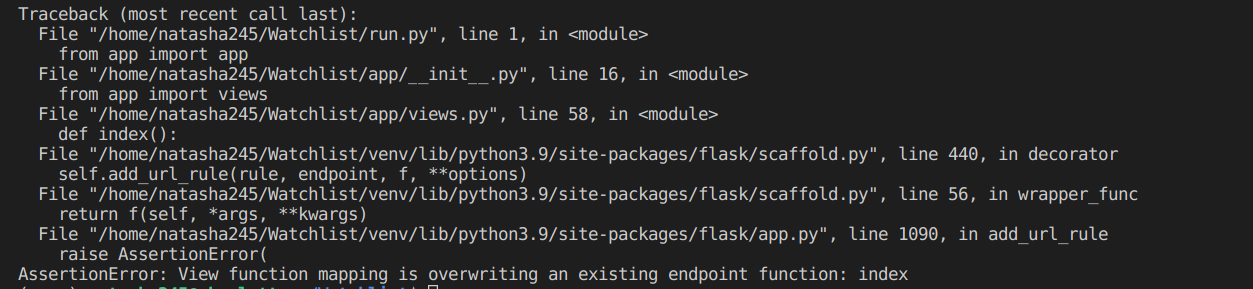 Traceback (most recent call last):
  File "/home/natasha245/Watchlist/run.py", line 1, in <module>
    from app import app
  File "/home/natasha245/Watchlist/app/__init__.py", line 16, in <module>
    from app import views
  File "/home/natasha245/Watchlist/app/views.py", line 58, in <module>
    def index():
  File "/home/natasha245/Watchlist/venv/lib/python3.9/site-packages/flask/scaffold.py", line 440, in decorator
    self.add_url_rule(rule, endpoint, f, **options)
  File "/home/natasha245/Watchlist/venv/lib/python3.9/site-packages/flask/scaffold.py", line 56, in wrapper_func
    return f(self, *args, **kwargs)
  File "/home/natasha245/Watchlist/venv/lib/python3.9/site-packages/flask/app.py", line 1090, in add_url_rule
    raise AssertionError(
AssertionError: View function mapping is overwriting an existing endpoint function: index